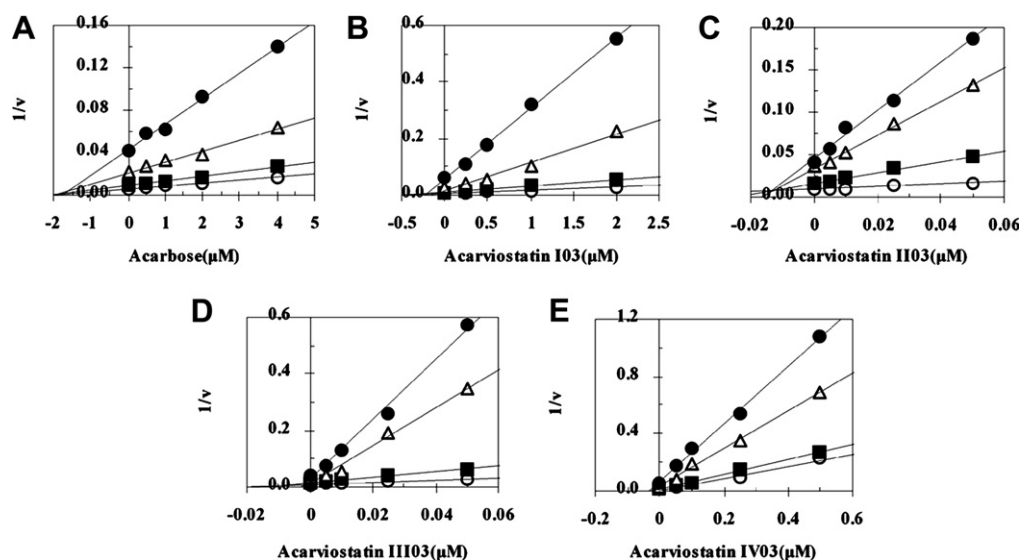 A
0.16
0.12
0.08
0.04
0.00
1/v
-2 -1 0 1 2 3 4 5
Acarbose(µM)
B
0.6
0.4
0.2
0.0
1/v
-0.5 0 0.5 1 1.5 2 2.5
Acarviostatin I03(µM)
C
0.20
0.15
0.10
0.05
0.00
1/v
-0.02 0 0.02 0.04 0.06
Acarviostatin II03(µM)
D
0.6
0.4
0.2
0.0
1/v
-0.02 0 0.02 0.04 0.06
Acarviostatin III03(µM)
E
1.2
0.8
0.4
0.0
1/v
-0.2 0 0.2 0.4 0.6
Acarviostatin IV03(µM)